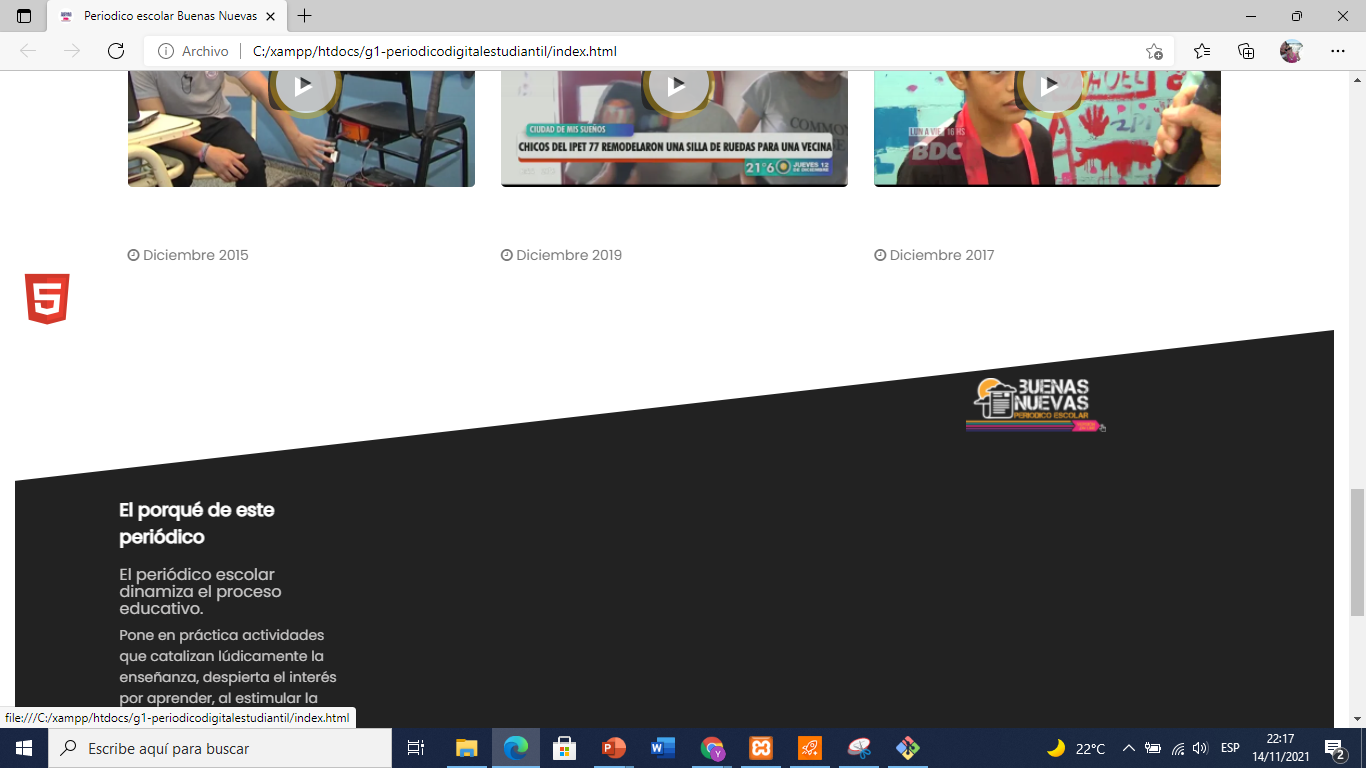 Periodico escolar Buenas Nuevas
Archivo
C:/xampp/htdocs/g1-periodicodigitalestudiantil/index.html
CIUDAD DE MIS SUEÑOS
CHICOS DEL IPET 77 REMODELARON UNA SILLA DE RUEDAS PARA UNA VECINA
21°6
JUEVES 12
DE DICIEMBRE
COMMON
LUN A VIE 16 HS
BDC
Diciembre 2015
Diciembre 2019
Diciembre 2017
5
BUENAS
NUEVAS
PERIODICO ESCOLAR
El porqué de este
periódico
El periódico escolar
dinamiza el proceso
educativo.
Pone en práctica actividades
que catalizan lúdicamente la
enseñanza, despierta el interés
por aprender, al estimular la
file:///C:/xampp/htdocs/g1-periodicodigitalestudiantil/index.html
Escribe aquí para buscar
22°C
ESP
22:17
14/11/2021
2